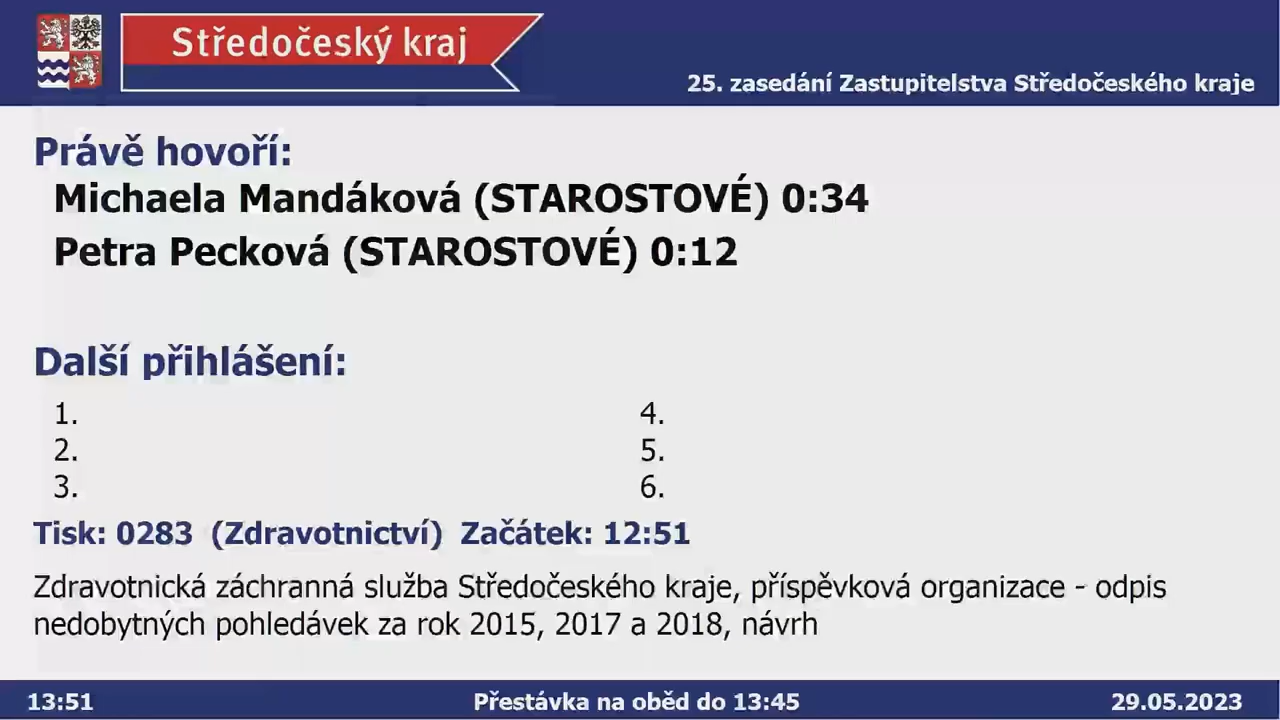 Středočeský kraj
25. zasedání Zastupitelstva Středočeského kraje
Právě hovoří:
Michaela Mandáková (STAROSTOVÉ) 0:34
Petra Pecková (STAROSTOVÉ) 0:12
Další přihlášení:
1.
2.
3.
4.
5.
6.
Tisk: 0283 (Zdravotnictví) Začátek: 12:51
Zdravotnická záchranná služba Středočeského kraje, příspěvková organizace - odpis
nedobytných pohledávek za rok 2015, 2017 a 2018, návrh
13:51 Přestávka na oběd do 13:45 29.05.2023